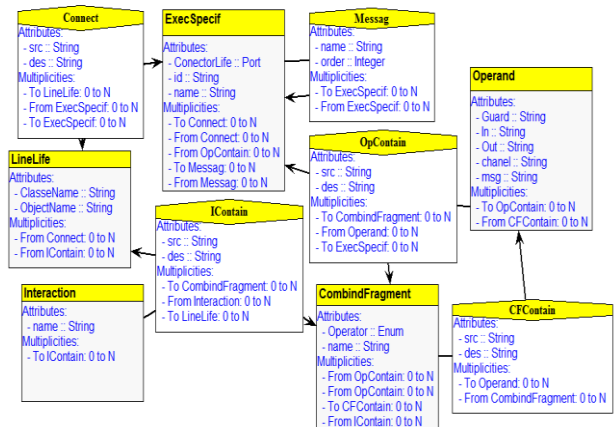 Connect
Attributes:
- src :: String
- des :: String
Multiplicities:
- To LineLife: 0 to N
- From ExecSpecif: 0 to N
- To ExecSpecif: 0 to N
ExecSpecif
Attributes:
- ConectorLife :: Port
- id :: String
- name :: String
Multiplicities:
- To Connect: 0 to N
- From Connect: 0 to N
- From OpContain: 0 to N
- To Messag: 0 to N
- From Messag: 0 to N
Messag
Attributes:
- name :: String
- order :: Integer
Multiplicities:
- To ExecSpecif: 0 to N
- From ExecSpecif: 0 to N
Operand
Attributes:
- Guard :: String
- In :: String
- Out :: String
- chanel :: String
- msg :: String
Multiplicities:
- To OpContain: 0 to N
- From CFContain: 0 to N
LineLife
Attributes:
- ClasseName :: String
- ObjectName :: String
Multiplicities:
- From Connect: 0 to N
- From IContain: 0 to N
OpContain
Attributes:
- src :: String
- des :: String
Multiplicities:
- To CombindFragment: 0 to N
- From Operand: 0 to N
- To ExecSpecif: 0 to N
IContain
Attributes:
- src :: String
- des :: String
Multiplicities:
- To CombindFragment: 0 to N
- From Interaction: 0 to N
- To LineLife: 0 to N
Interaction
Attributes:
- name :: String
Multiplicities:
- To IContain: 0 to N
CombindFragment
Attributes:
- Operator :: Enum
- name :: String
Multiplicities:
- From OpContain: 0 to N
- From OpContain: 0 to N
- To CFContain: 0 to N
- From IContain: 0 to N
CFContain
Attributes:
- src :: String
- des :: String
Multiplicities:
- To Operand: 0 to N
- From CombindFragment: 0 to N